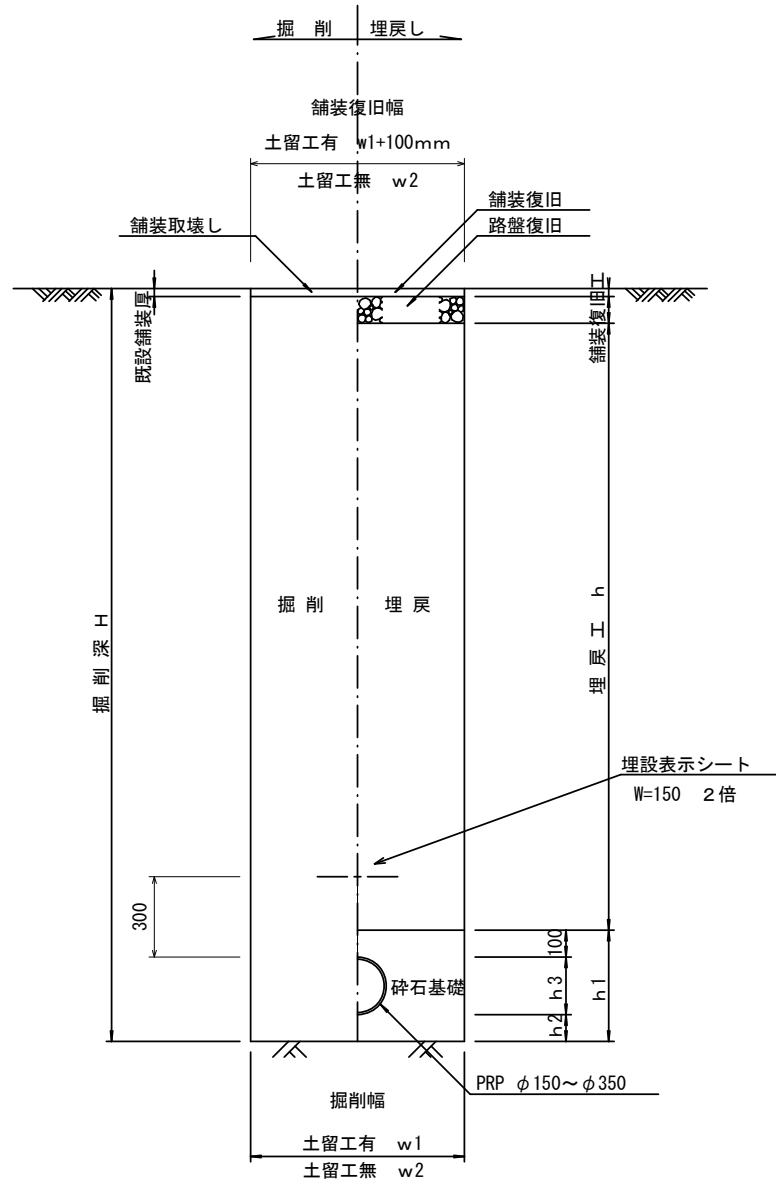 掘 削 埋戻し
舗装復旧幅
土留工有 w1+100mm
土留工無 w2
舗装復旧
舗装取壊し
路盤復旧
既設舗装厚
舗装復旧工
掘 削 埋 戻
掘 削 深 H
埋 戻 工 h
埋設表示シート
W=150 2倍
300
100
碎石基礎
h3
h1
h2
PRP φ150～φ350
掘削幅
土留工有 w1
土留工無 w2